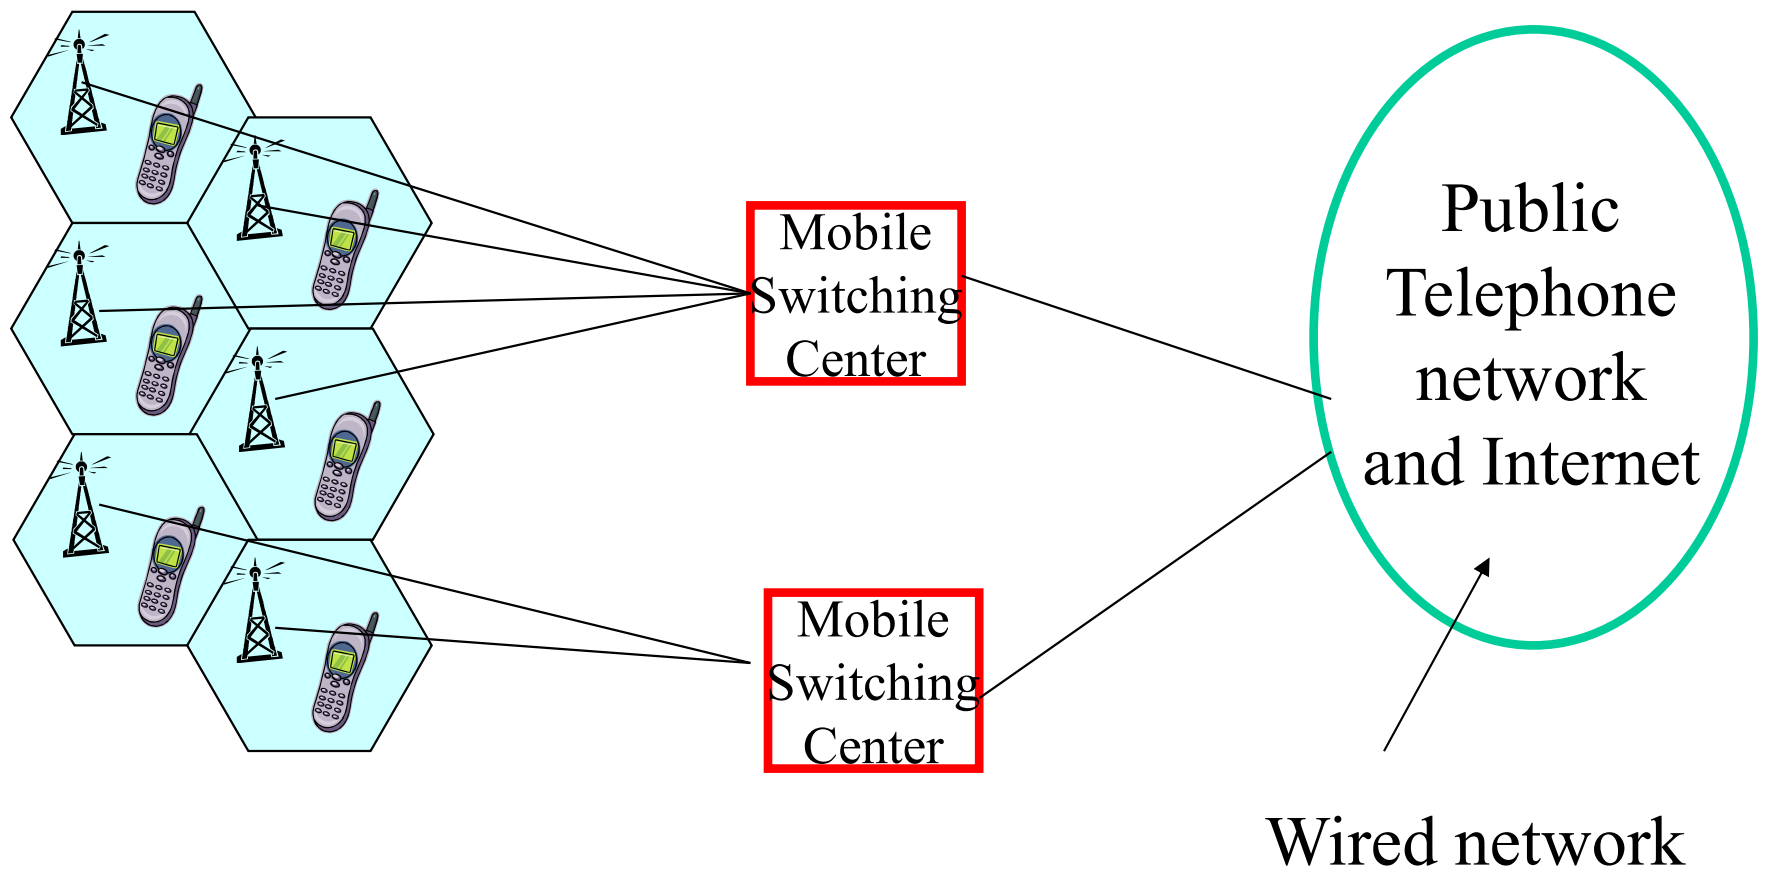 Mobile
Switching
Center
Public
Telephone
network
and Internet
Mobile
Switching
Center
Wired network